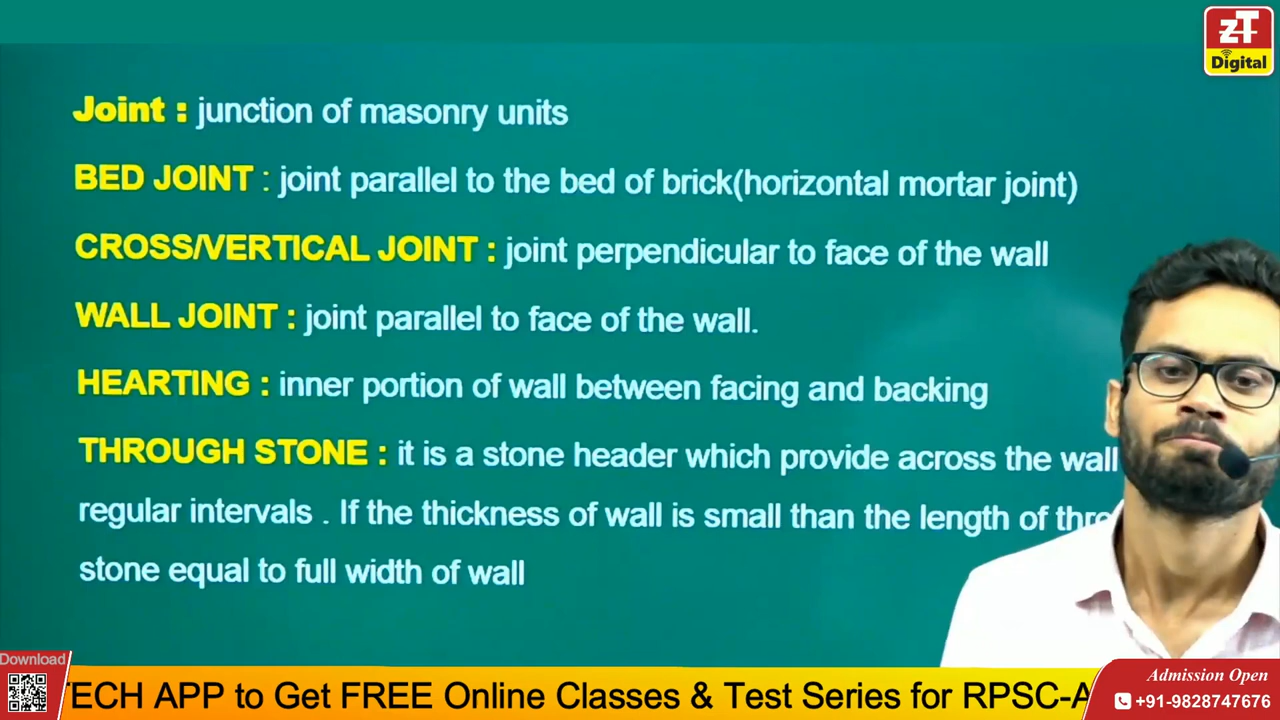 zT
Digital
Joint : junction of masonry units
BED JOINT : joint parallel to the bed of brick(horizontal mortar joint)
CROSS/VERTICAL JOINT : joint perpendicular to face of the wall
WALL JOINT : joint parallel to face of the wall.
HEARTING : inner portion of wall between facing and backing
THROUGH STONE : it is a stone header which provide across the wall
regular intervals . If the thickness of wall is small than the length of
stone equal to full width of wall
Download
TECH APP to Get FREE Online Classes & Test Series for RPSC-A
Admission Open
+91-9828747676